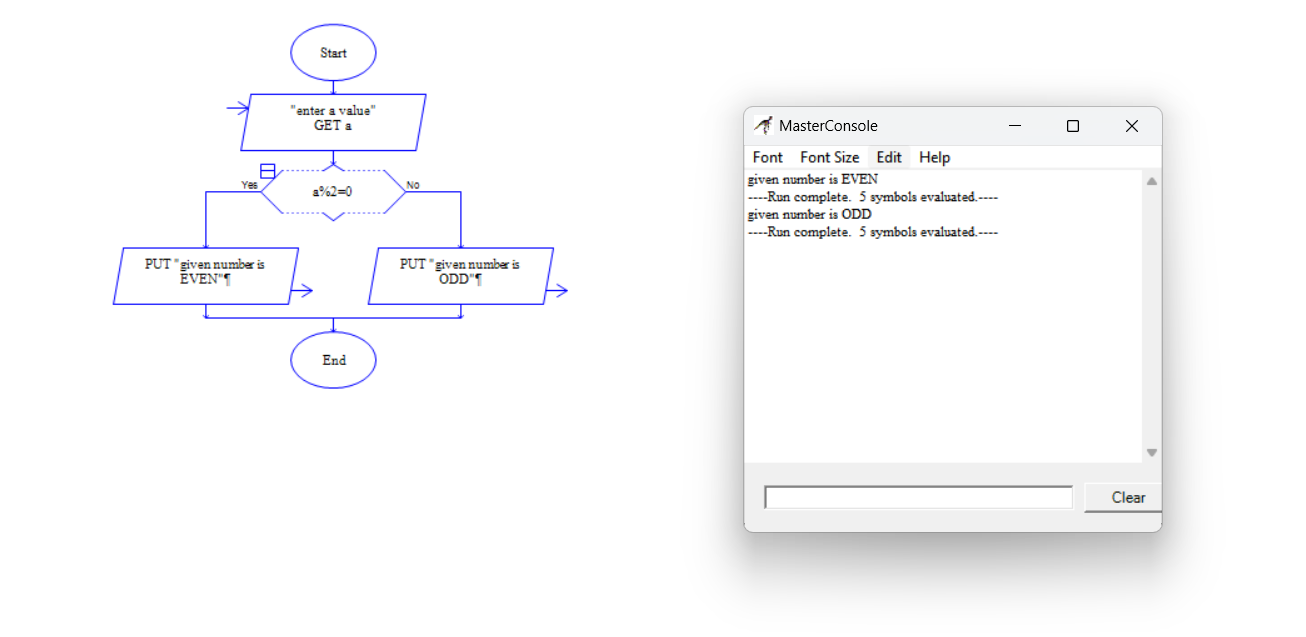 Start
"enter a value"
GET a
Yes
a%2=0
No
PUT "given number is
EVEN"¶
PUT "given number is
ODD"¶
End
MasterConsole
Font Font Size Edit Help
given number is EVEN
----Run complete.  5 symbols evaluated.----
given number is ODD
----Run complete.  5 symbols evaluated.----
Clear